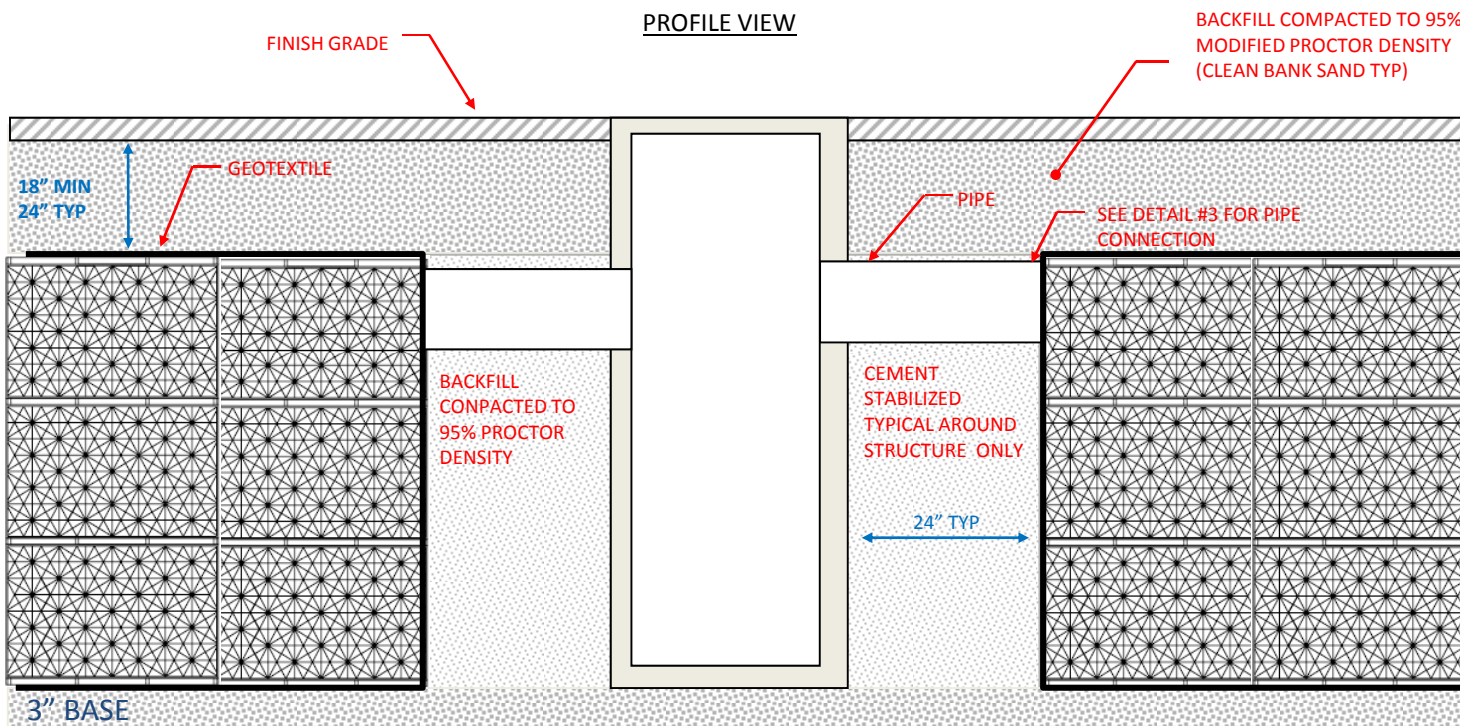 PROFILE VIEW
FINISH GRADE
BACKFILL COMPACTED TO 95%
MODIFIED PROCTOR DENSITY
(CLEAN BANK SAND TYP)
GEOTEXTILE
18” MIN
24” TYP
PIPE
SEE DETAIL #3 FOR PIPE
CONNECTION
BACKFILL
CONPACTED TO
95% PROCTOR
DENSITY
CEMENT
STABILIZED
TYPICAL AROUND
STRUCTURE ONLY
24” TYP
3” BASE